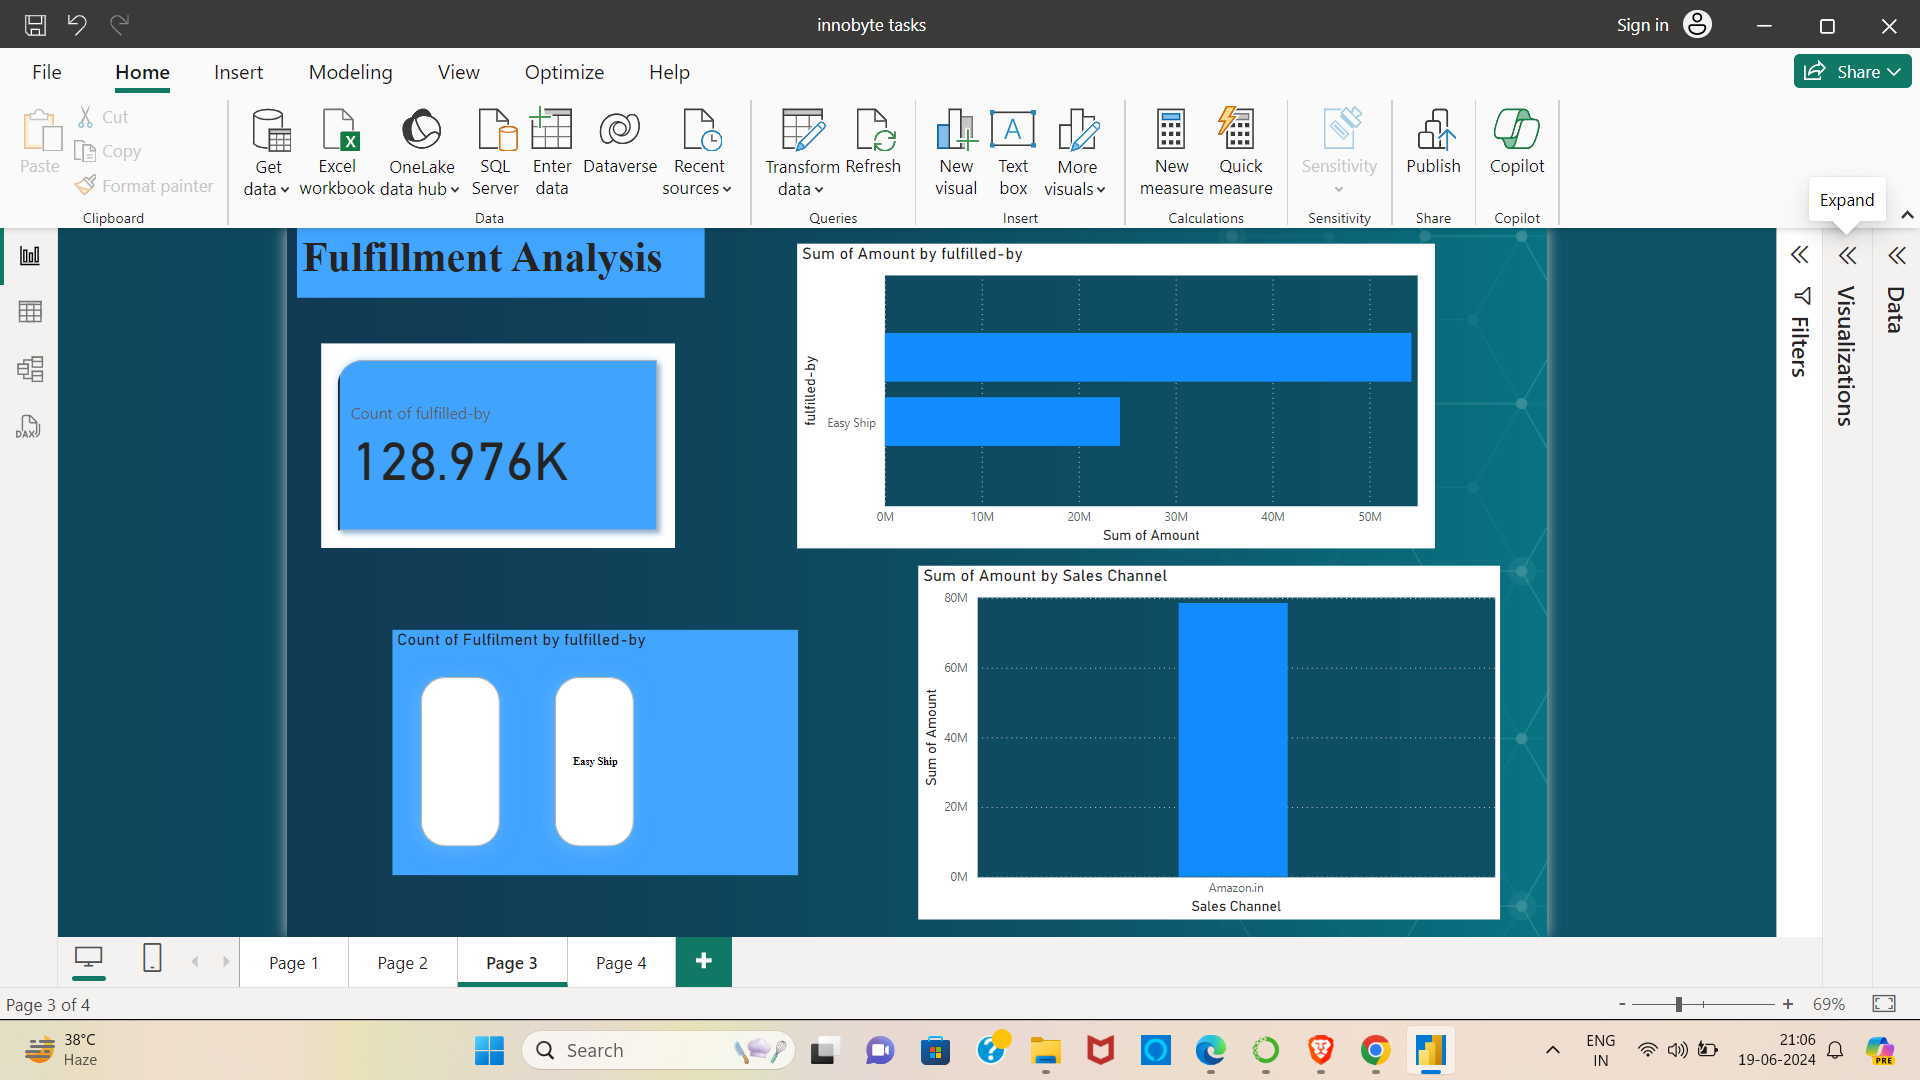 innobyte tasks
Sign in
File
Home
Insert
Modeling
View
Optimize
Help
Share
Paste
Cut
Copy
Format painter
Clipboard
Get data
Excel workbook
OneLake data hub
SQL Server
Enter data
Dataverse
Recent sources
Data
Transform data
Refresh
Queries
New visual
Text box
More visuals
Insert
New measure
Quick measure
Calculations
Sensitivity
Sensitivity
Publish
Share
Copilot
Copilot
Expand
DAX
Fulfillment Analysis
Count of fulfilled-by
128.976K
Sum of Amount by fulfilled-by
fulfilled-by
Easy Ship
0M
10M
20M
30M
40M
50M
Sum of Amount
Count of Fulfilment by fulfilled-by
Easy Ship
Sum of Amount by Sales Channel
Sum of Amount
80M
60M
40M
20M
0M
Amazon.in
Sales Channel
Filters
Visualizations
Data
Page 1
Page 2
Page 3
Page 4
+
Page 3 of 4
-
+
69%
38°C
Haze
Search
ENG
IN
21:06
19-06-2024
PRE